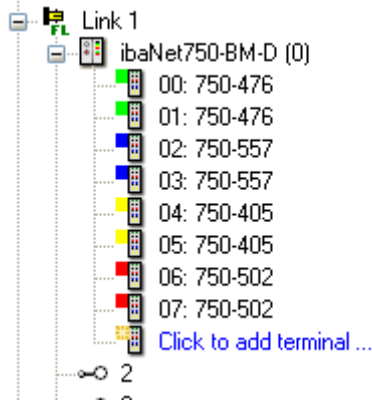 Link 1
FL
ibaNet750-BM-D (0)
00: 750-476
01: 750-476
02: 750-557
03: 750-557
04: 750-405
05: 750-405
06: 750-502
07: 750-502
Click to add terminal ...
2